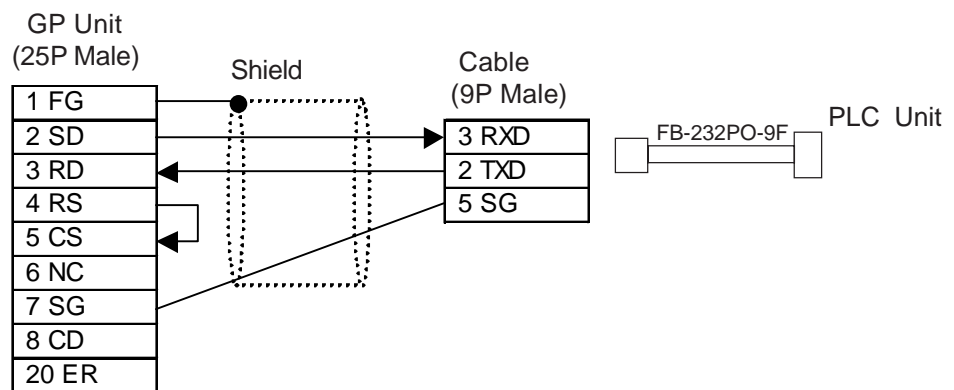 GP Unit
(25P Male)
Shield
Cable
(9P Male)
1 FG
2 SD
3 RD
4 RS
5 CS
6 NC
7 SG
8 CD
20 ER
3 RXD
2 TXD
5 SG
FB-232PO-9F
PLC Unit